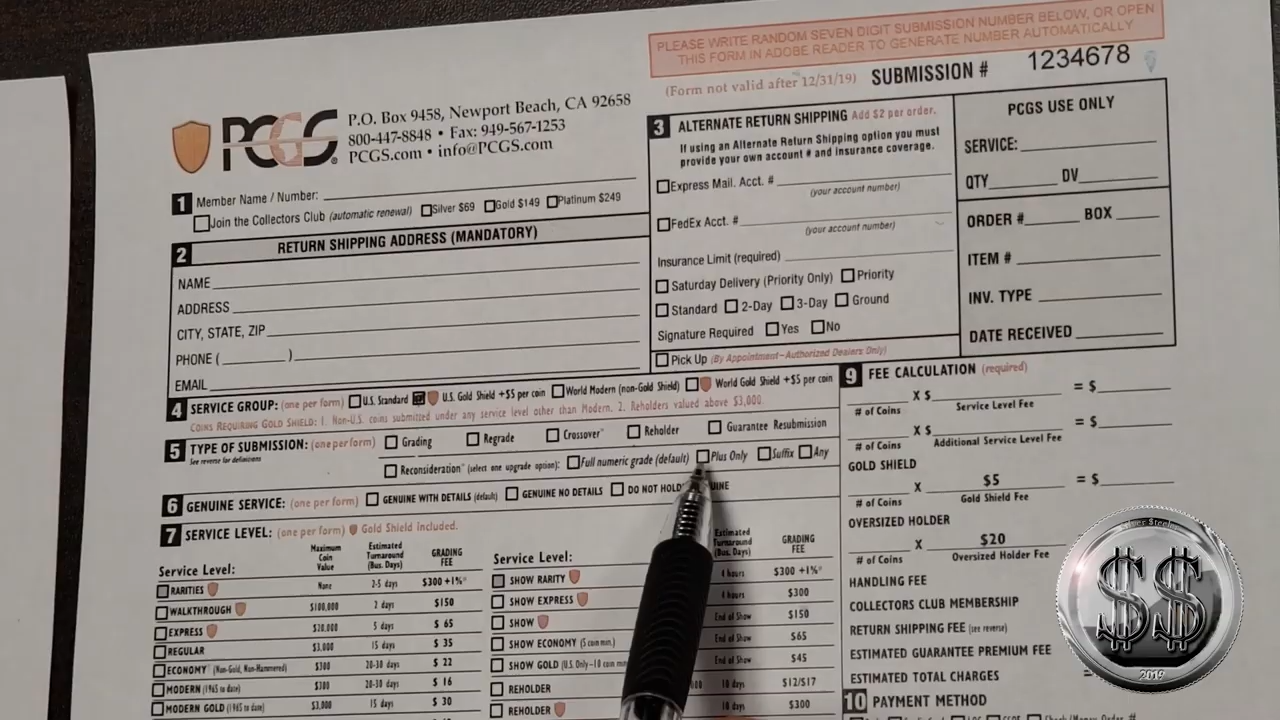 PLEASE WRITE RANDOM SEVEN DIGIT SUBMISSION NUMBER BELOW, OR OPEN
THIS FORM IN ADOBE READER TO GENERATE NUMBER AUTOMATICALLY
(Form not valid after 12/31/19) SUBMISSION # 1234678
PCGS
P.O. Box 9458, Newport Beach, CA 92658
800-447-8848 • Fax: 949-567-1253
PCGS.com • info@PCGS.com
1 Member Name / Number:
Join the Collectors Club (automatic renewal) Silver $69 Gold $149 Platinum $249
2 RETURN SHIPPING ADDRESS (MANDATORY)
NAME
ADDRESS
CITY, STATE, ZIP
PHONE ( )
EMAIL
3 ALTERNATE RETURN SHIPPING Add $2 per order.
If using an Alternate Return Shipping option you must
provide your own account # and insurance coverage.
Express Mail. Acct. #
(your account number)
FedEx Acct. #
(your account number)
Insurance Limit (required)
Saturday Delivery (Priority Only) Priority
Standard 2-Day 3-Day Ground
Signature Required Yes No
Pick Up (By Appointment–Authorized Dealers Only)
PCGS USE ONLY
SERVICE:
QTY DV
ORDER # BOX
ITEM #
INV. TYPE
DATE RECEIVED
4 SERVICE GROUP: (one per form) U.S. Standard U.S. Gold Shield +$5 per coin World Modern (non-Gold Shield) World Gold Shield +$5 per coin
COINS REQUIRING GOLD SHIELD: 1. Non-U.S. coins submitted under any service level other than Modern. 2. Reholders valued above $3,000.
5 TYPE OF SUBMISSION: (one per form) Grading Regrade Crossover* Reholder Guarantee Resubmission
See reverse for definitions
Reconsideration* (select one upgrade option): Full numeric grade (default) Plus Only Suffix Any
6 GENUINE SERVICE: (one per form) GENUINE WITH DETAILS (default) GENUINE NO DETAILS DO NOT HOLD
7 SERVICE LEVEL: (one per form) Gold Shield included.
Service Level: Maximum Coin Value Estimated Turnaround (Bus. Days) GRADING FEE
RARITIES None 2-5 days $300 +1%*
WALKTHROUGH $100,000 2 days $150
EXPRESS $20,000 5 days $ 65
REGULAR $3,000 15 days $ 35
ECONOMY (Non-Gold, Non-Hammered) $300 20-30 days $ 22
MODERN (1965 to date) $300 20-30 days $ 16
MODERN GOLD (1965 to date) $3,000 15 days $ 30
Service Level: Estimated Turnaround (Bus. Days) GRADING FEE
SHOW RARITY 4 hours $300 +1%*
SHOW EXPRESS 4 hours $300
SHOW End of Show $150
SHOW ECONOMY (5 coin min.) End of Show $65
SHOW GOLD (U.S. Only–10 coin End of Show $45
REHOLDER 10 days $12/$17
REHOLDER 10 days $300
9 FEE CALCULATION (required)
X $ = $
# of Coins Service Level Fee
X $ = $
# of Coins Additional Service Level Fee
GOLD SHIELD
X $5 = $
# of Coins Gold Shield Fee
OVERSIZED HOLDER
X $20
# of Coins Oversized Holder Fee
HANDLING FEE
COLLECTORS CLUB MEMBERSHIP
RETURN SHIPPING FEE (see reverse)
ESTIMATED GUARANTEE PREMIUM FEE
ESTIMATED TOTAL CHARGES
10 PAYMENT METHOD
$$
2019